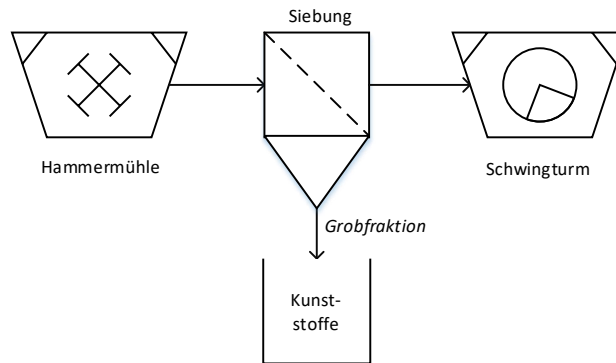 Siebung
Hammermühle
Schwingturm
Grobfraktion
Kunst-
stoffe